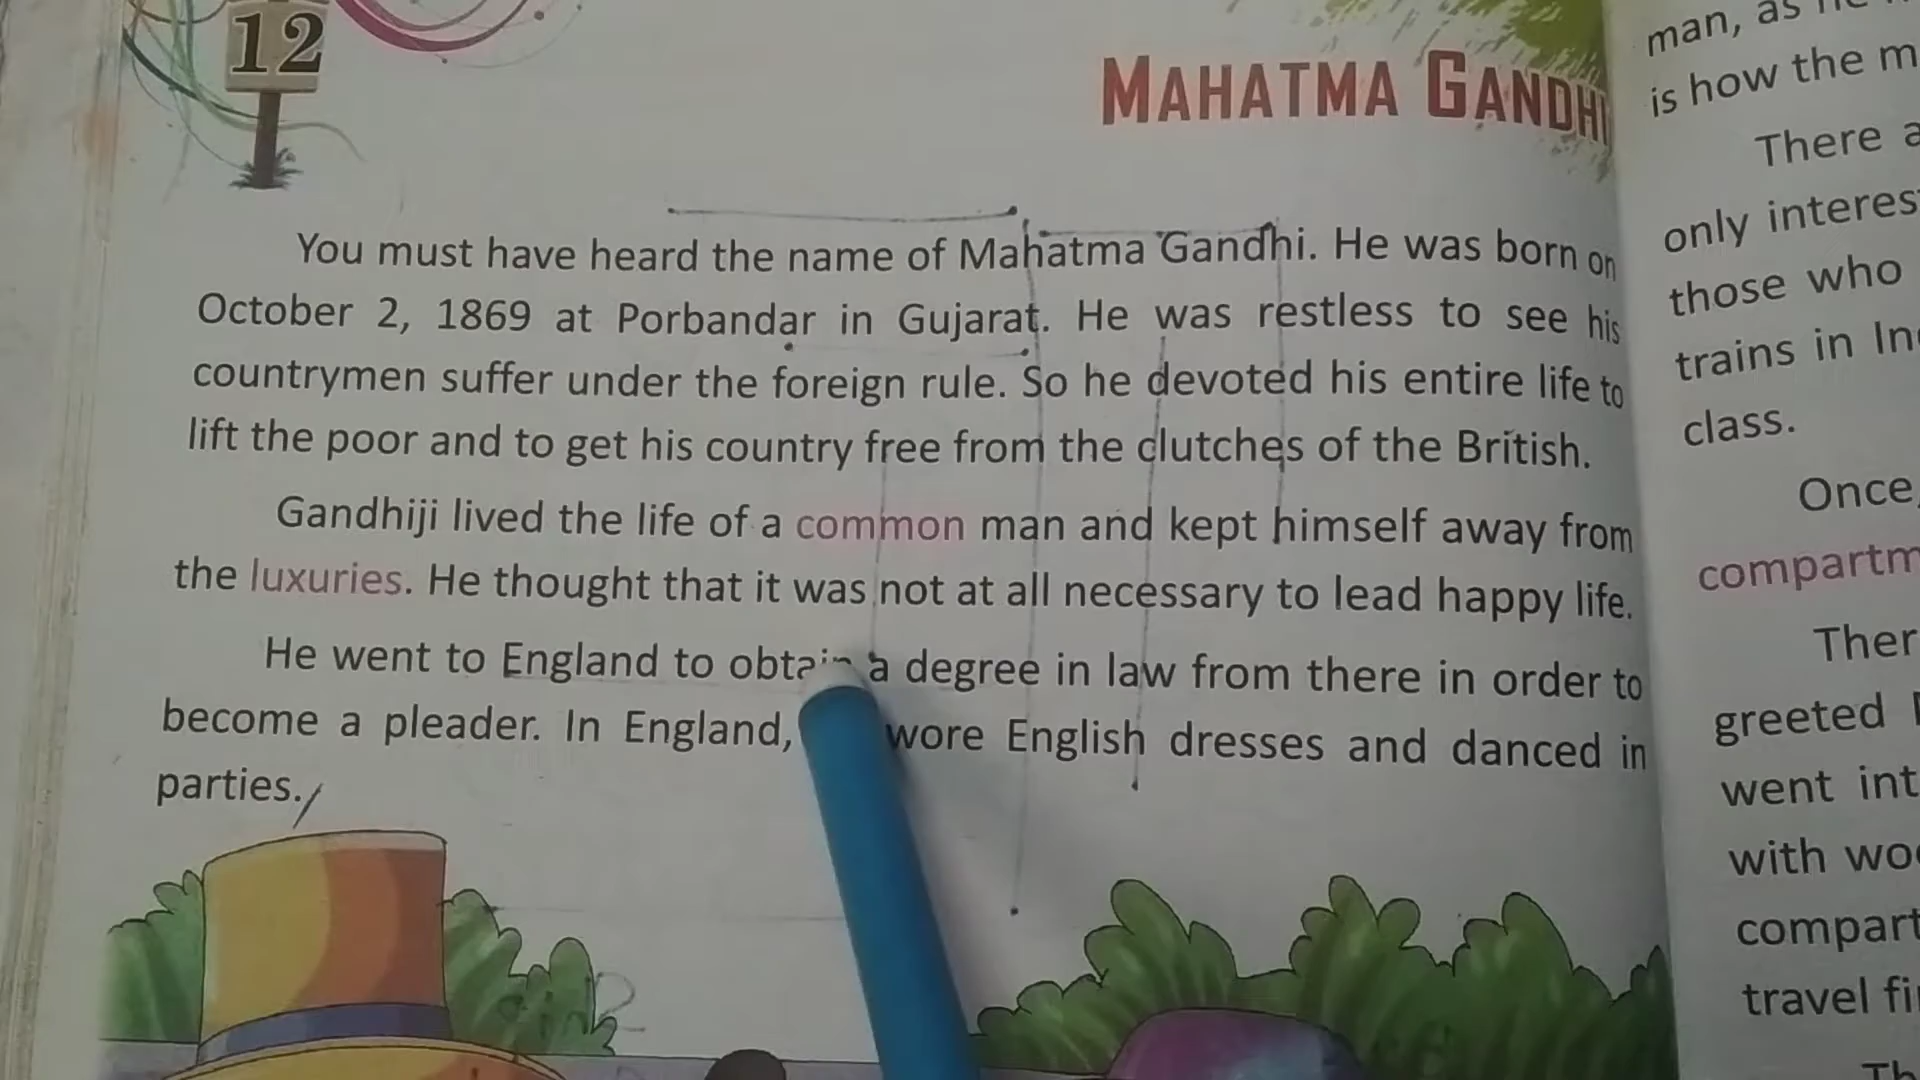 12
MAHATMA GANDHI
You must have heard the name of Mahatma Gandhi. He was born on
October 2, 1869 at Porbandar in Gujarat. He was restless to see his
countrymen suffer under the foreign rule. So he devoted his entire life to
lift the poor and to get his country free from the clutches of the British.
Gandhiji lived the life of a common man and kept himself away from
the luxuries. He thought that it was not at all necessary to lead happy life.
He went to England to obtain a degree in law from there in order to
become a pleader. In England, wore English dresses and danced in
parties.
2
man, as
is how the
There
only
those who
trains in
class.
Once,
greeted
went
with
travel